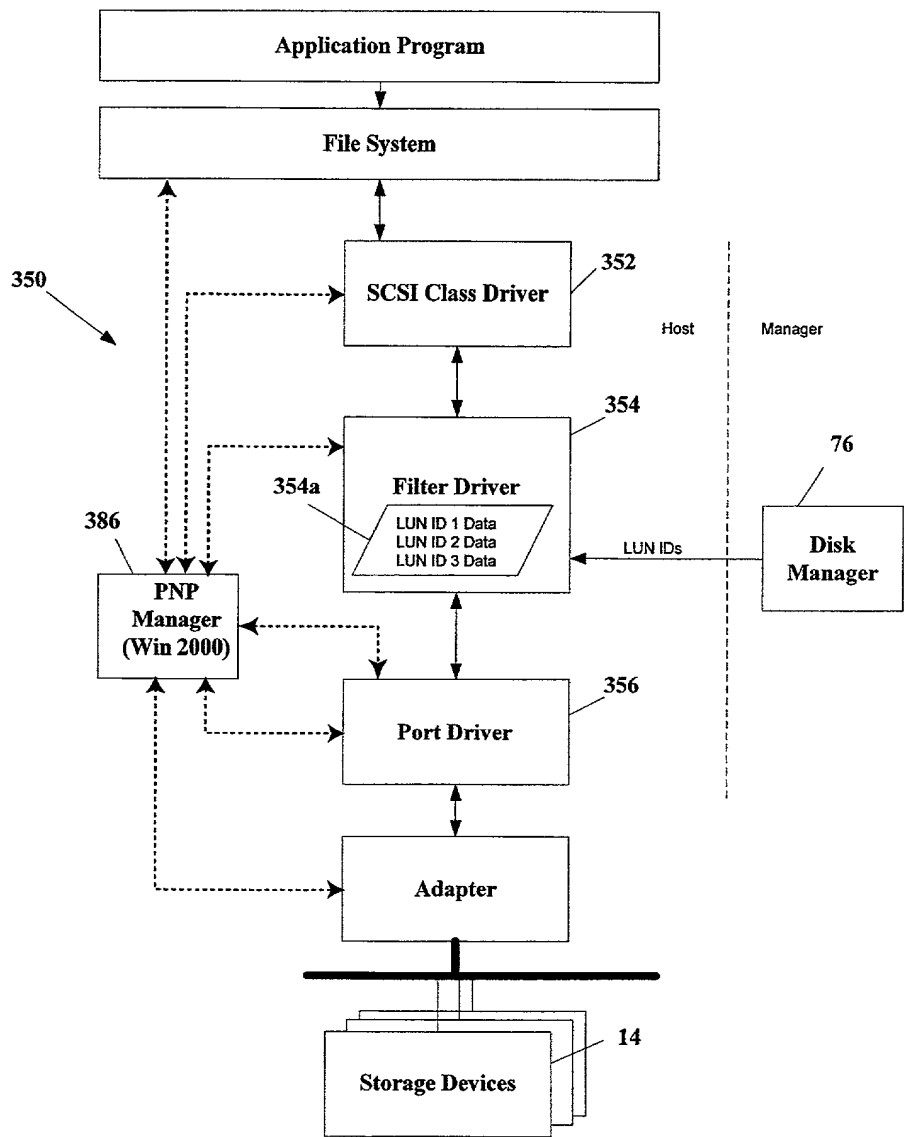 Application Program
File System
350
352
SCSI Class Driver
Host
Manager
354
76
354a
Filter Driver
LUN ID 1 Data
LUN ID 2 Data
LUN ID 3 Data
LUN IDs
Disk
Manager
386
PNP
Manager
(Win 2000)
356
Port Driver
Adapter
14
Storage Devices